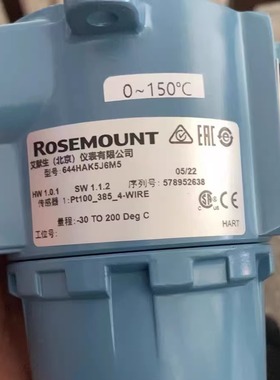 0~150℃
ROSEMOUNT
艾默生(北京)仪表有限公司
型号: 644HAK5J6M5
05/22
HW 1.0.1 SW 1.1.2 序列号: 578952638
传感器 1:Pt100_385_4-WIRE
量程:-30 TO 200 Deg C
工位号:
HART